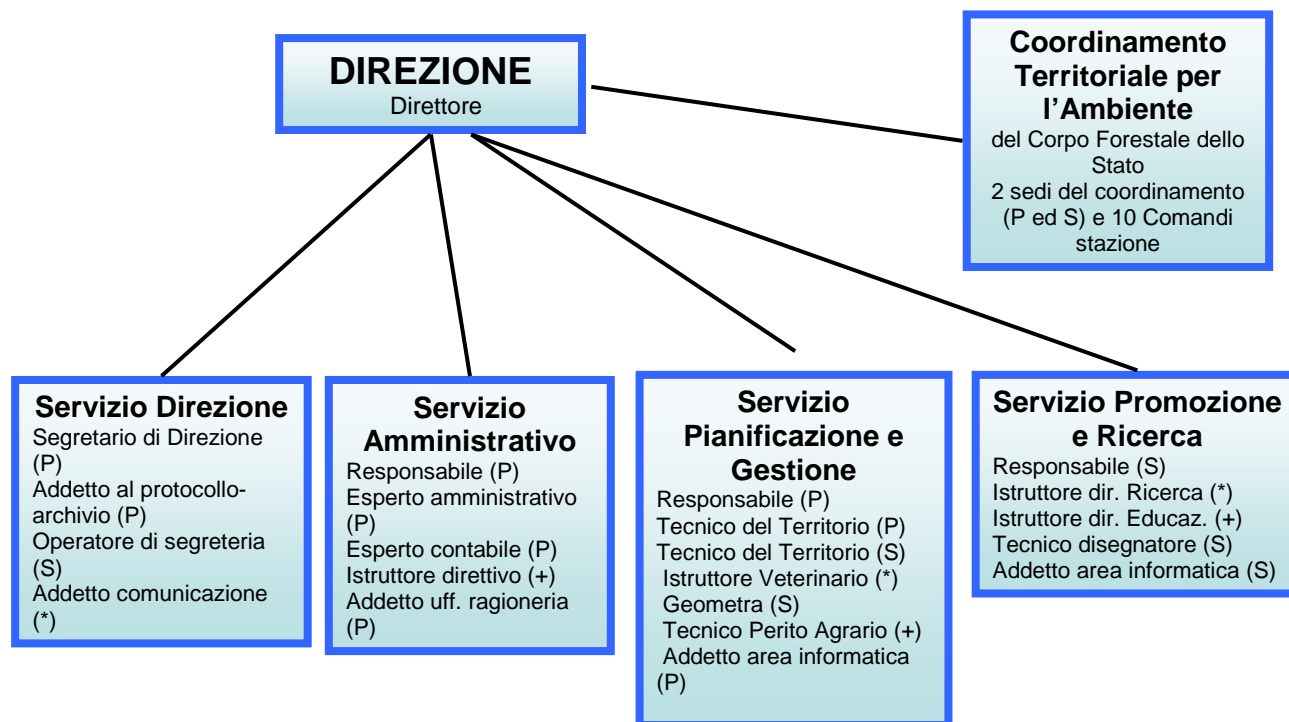 DIREZIONE
Direttore
Coordinamento
Territoriale per
l'Ambiente
del Corpo Forestale dello
Stato
2 sedi del coordinamento
(P ed S) e 10 Comandi
stazione
Servizio Direzione
Segretario di Direzione
(P)
Addetto al protocollo-
archivio (P)
Operatore di segreteria
(S)
Addetto comunicazione
(*)
Servizio
Amministrativo
Responsabile (P)
Esperto amministrativo
(P)
Esperto contabile (P)
Istruttore direttivo (+)
Addetto uff. ragioneria
(P)
Servizio
Pianificazione e
Gestione
Responsabile (P)
Tecnico del Territorio (P)
Tecnico del Territorio (S)
Istruttore Veterinario (*)
Geometra (S)
Tecnico Perito Agrario (+)
Addetto area informatica
(P)
Servizio Promozione
e Ricerca
Responsabile (S)
Istruttore dir. Ricerca (*)
Istruttore dir. Educaz. (+)
Tecnico disegnatore (S)
Addetto area informatica (S)